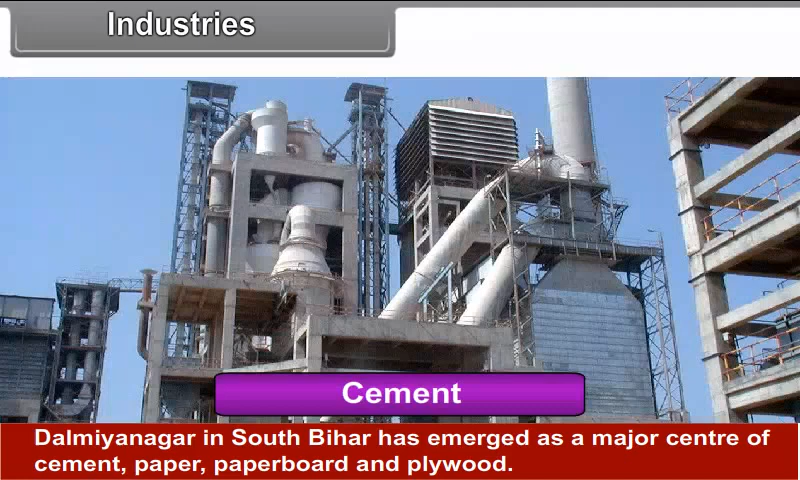 Industries
Cement
Dalmiyanagar in South Bihar has emerged as a major centre of
cement, paper, paperboard and plywood.